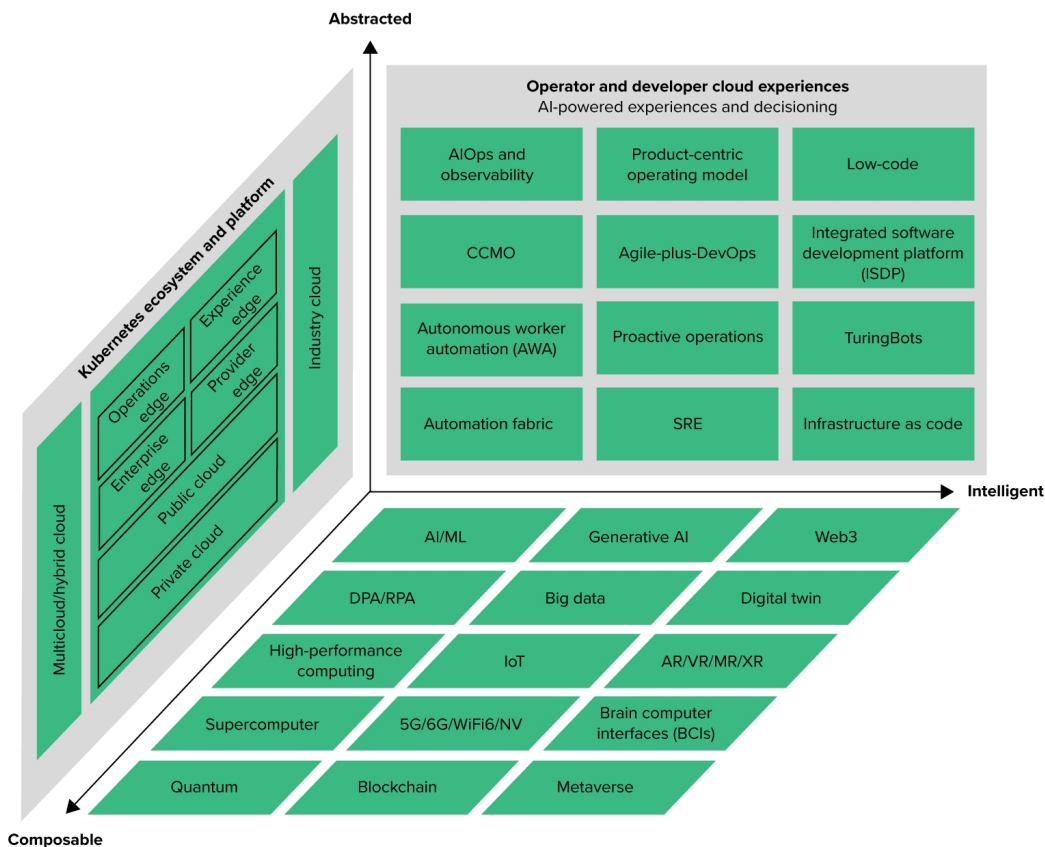 Abstracted
Operator and developer cloud experiences
AI-powered experiences and decisioning
AIOps and
observability
Product-centric
operating model
Low-code
CCMO
Agile-plus-DevOps
Integrated software
development platform
(ISDP)
Autonomous worker
automation (AWA)
Proactive operations
TuringBots
Automation fabric
SRE
Infrastructure as code
Kubernetes ecosystem and platform
Multicloud/hybrid cloud
Operations
edge
Experience
edge
Enterprise
edge
Provider
edge
Public cloud
Private cloud
Industry cloud
Intelligent
AI/ML
Generative AI
Web3
DPA/RPA
Big data
Digital twin
High-performance
computing
IoT
AR/VR/MR/XR
Supercomputer
5G/6G/WiFi6/NV
Brain computer
interfaces (BCIs)
Quantum
Blockchain
Metaverse
Composable